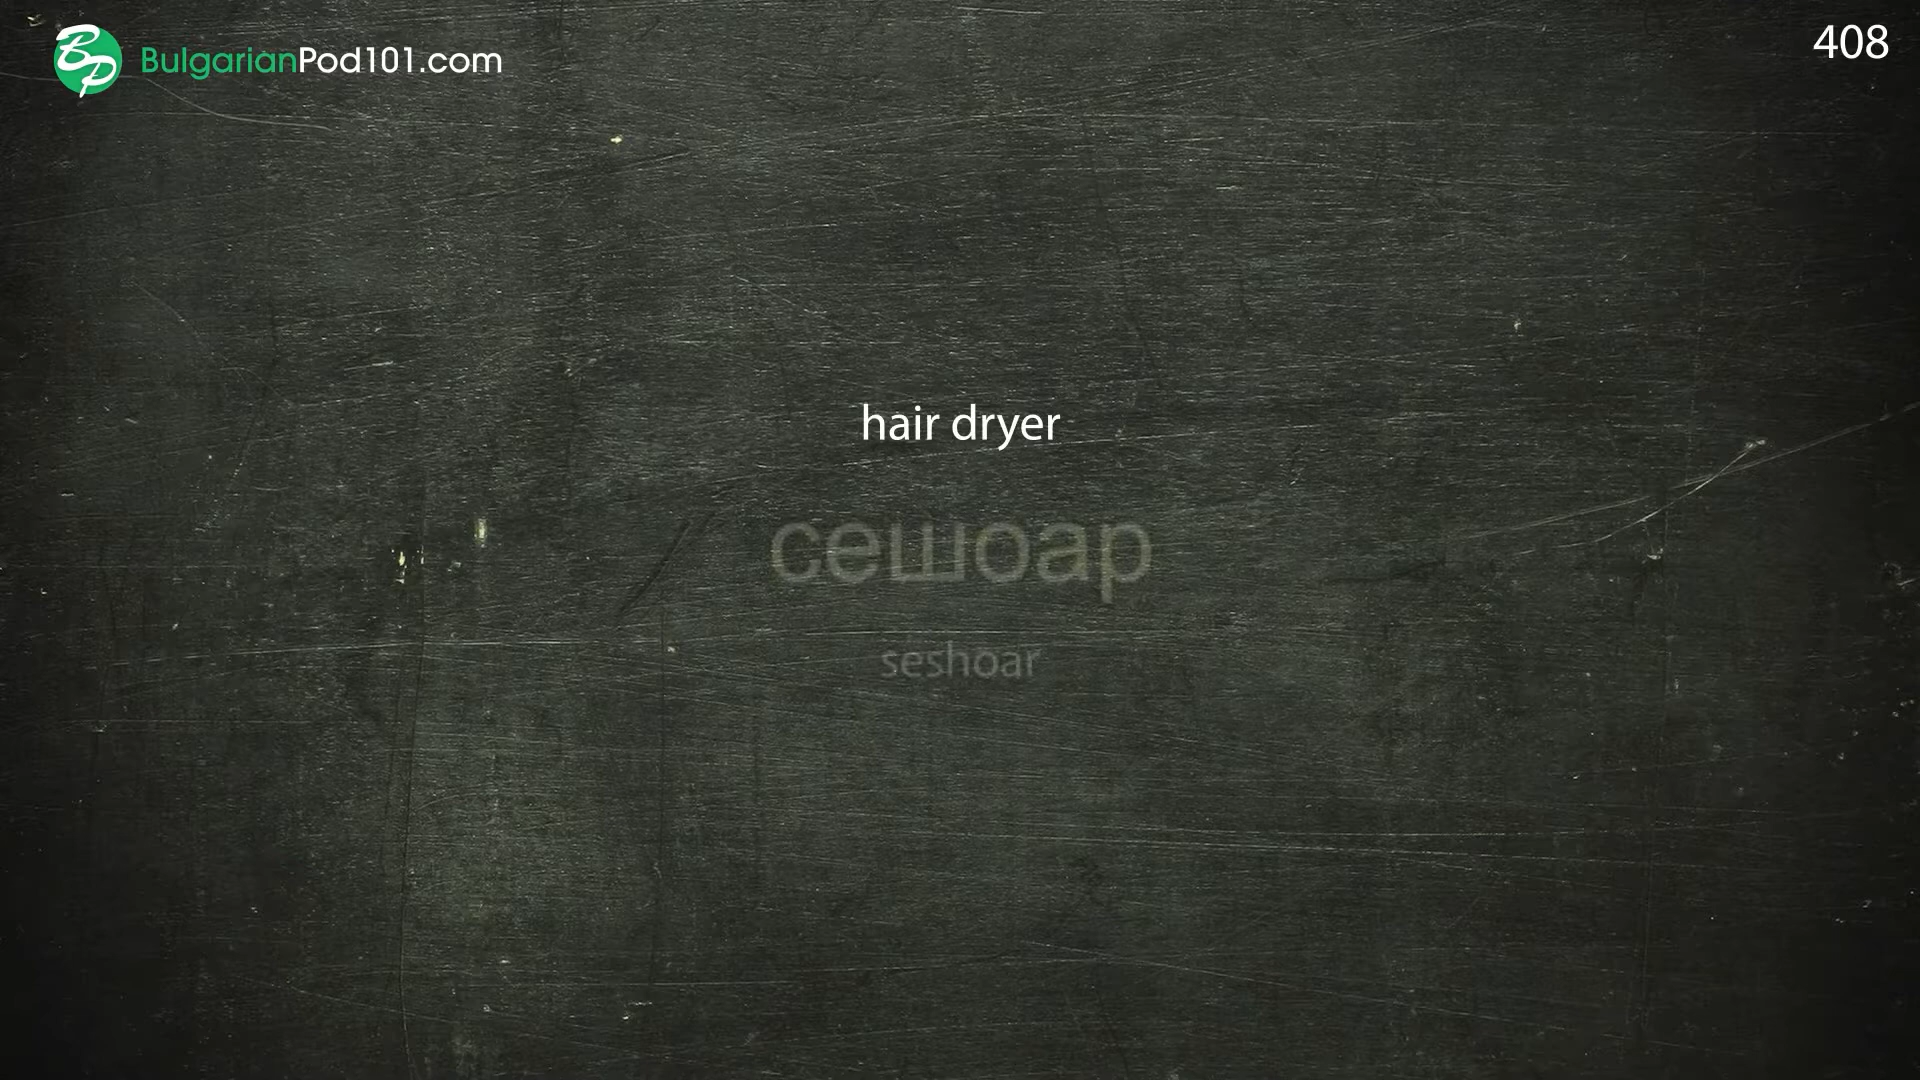 BulgarianPod101.com
408
hair dryer
сешоар
seshoar